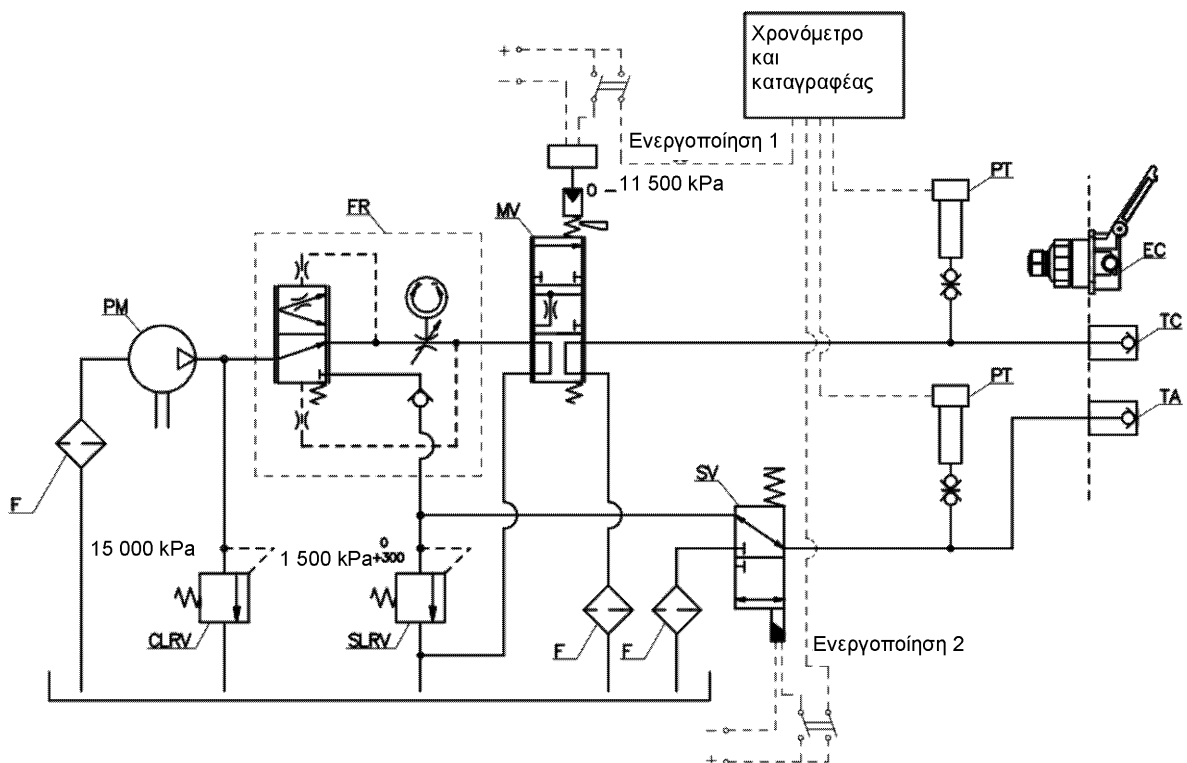 Χρονόμετρο
και
καταγραφέας
+
−
Ενεργοποίηση 1
0 – 11 500 kPa
PT
FR
MV
EC
PM
TC
PT
TA
F
SV
15 000 kPa
1 500 kPa 0 +300
CLRV
SLRV
F
F
Ενεργοποίηση 2
−
+